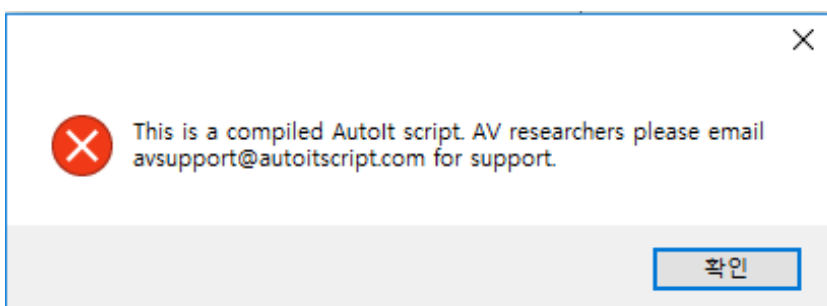 This is a compiled AutoIt script. AV researchers please email
avsupport@autoitscript.com for support.
확인